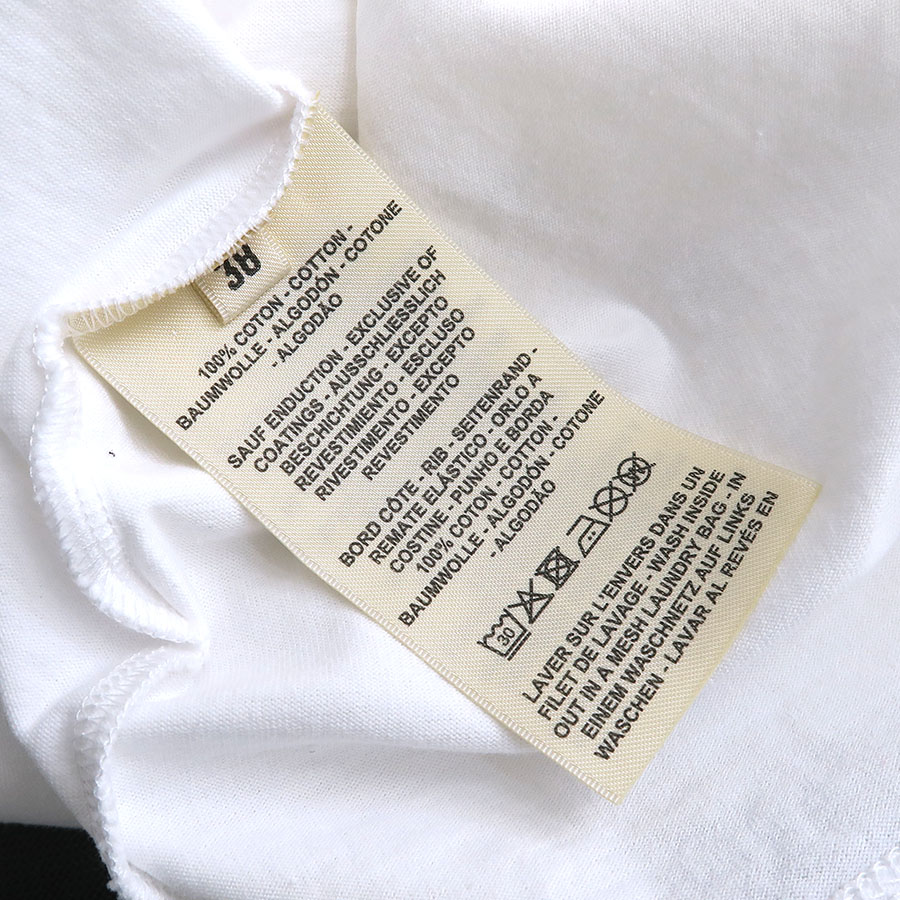 38
100% COTON - COTTON -
BAUMWOLLE - ALGODÓN - COTONE
- ALGODÃO
SAUF ENDUCTION - EXCLUSIVE OF
COATINGS - AUSSCHLIESSLICH
BESCHICHTUNG - EXCEPTO
REVESTIMIENTO - ESCLUSO
RIVESTIMENTO - EXCEPTO
REVESTIMENTO
BORD CÔTE - RIB - SEITENRAND -
REMATE ELÁSTICO - ORLO A
COSTINE - PUNHO E BORDA
100% COTON - COTTON -
BAUMWOLLE - ALGODÓN - COTONE
- ALGODÃO
30
LAVER SUR L'ENVERS DANS UN
FILET DE LAVAGE - WASH INSIDE
OUT IN A MESH LAUNDRY BAG - IN
EINEM WASCHNETZ AUF LINKS
WASCHEN - LAVAR AL REVÉS EN